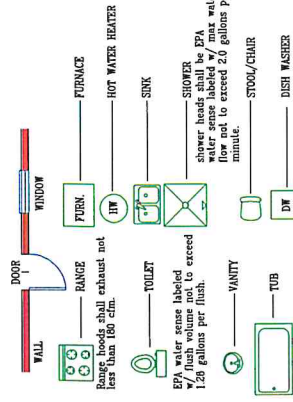 DOOR
WALL
WINDOW
RANGE
Range hoods shall exhaust not
less than 180 cfm.
FURN.
FURNACE
HW
HOT WATER HEATER
TOILET
EPA water sense labeled
w/ flush volume not to exceed
1.28 gallons per flush.
SINK
SHOWER
shower heads shall be EPA
water sense labeled w/ max wat
flow not to exceed 2.0 gallons p
minute.
VANITY
STOOL/CHAIR
TUB
DW
DISH WASHER